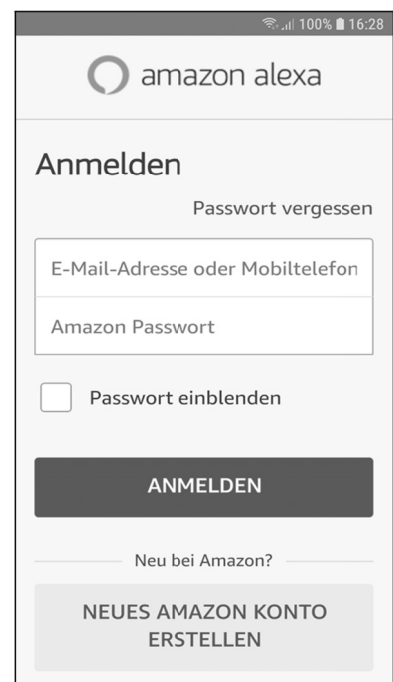 100% 16:28
amazon alexa
Anmelden
Passwort vergessen
E-Mail-Adresse oder Mobiltelefon
Amazon Passwort
Passwort einblenden
ANMELDEN
Neu bei Amazon?
NEUES AMAZON KONTO
ERSTELLEN